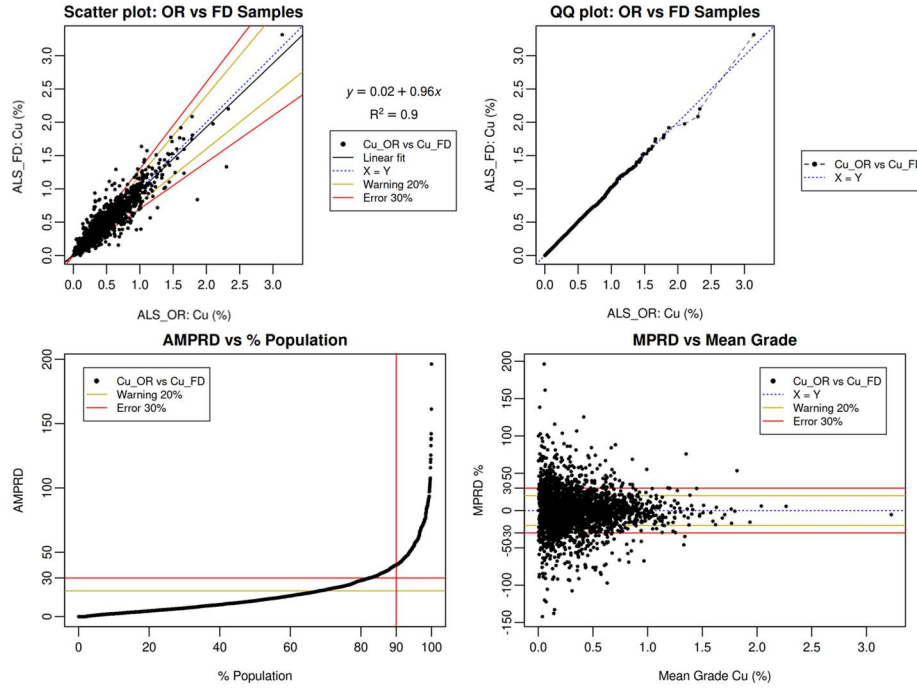 Scatter plot: OR vs FD Samples
ALS_FD: Cu (%)
3.0
2.5
2.0
1.5
1.0
0.5
0.0
0.0 0.5 1.0 1.5 2.0 2.5 3.0
ALS_OR: Cu (%)
y = 0.02 + 0.96x
R² = 0.9
Cu_OR vs Cu_FD
Linear fit
X = Y
Warning 20%
Error 30%
QQ plot: OR vs FD Samples
ALS_FD: Cu (%)
3.0
2.5
2.0
1.5
1.0
0.5
0.0
0.0 0.5 1.0 1.5 2.0 2.5 3.0
ALS_OR: Cu (%)
Cu_OR vs Cu_FD
X = Y
AMPRD vs % Population
AMPRD
200
150
100
50
30
0
Cu_OR vs Cu_FD
Warning 20%
Error 30%
0 20 40 60 80 90 100
% Population
MPRD vs Mean Grade
MPRD %
200
150
100
50
30
0
-30
-50
-100
-150
Cu_OR vs Cu_FD
X = Y
Warning 20%
Error 30%
0.0 0.5 1.0 1.5 2.0 2.5 3.0
Mean Grade Cu (%)